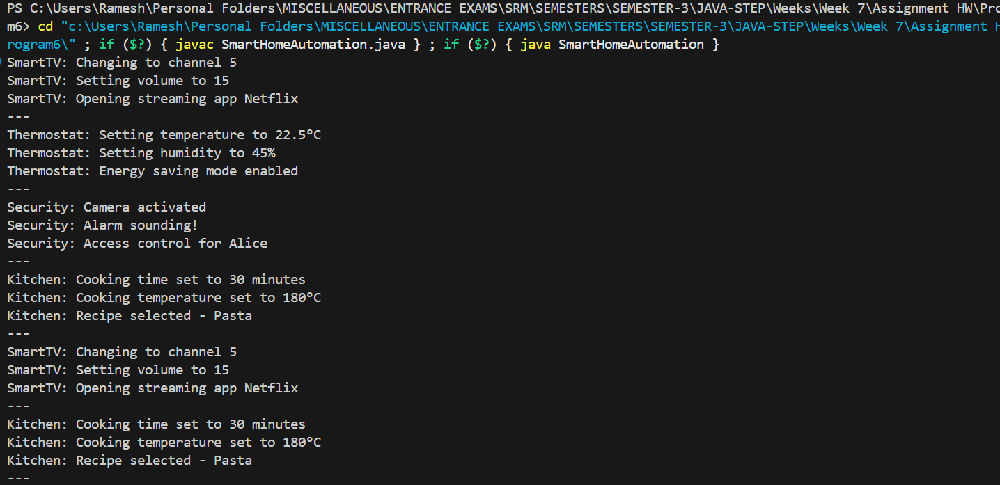 PS C:\Users\Ramesh\Personal Folders\MISCELLANEOUS\ENTRANCE EXAMS\SRM\SEMESTERS\SEMESTER-3\JAVA-STEP\Weeks\Week 7\Assignment HW\Pro
m6> cd "c:\Users\Ramesh\Personal Folders\MISCELLANEOUS\ENTRANCE EXAMS\SRM\SEMESTERS\SEMESTER-3\JAVA-STEP\Weeks\Week 7\Assignment H
rogram6\" ; if ($?) { javac SmartHomeAutomation.java } ; if ($?) { java SmartHomeAutomation }
SmartTV: Changing to channel 5
SmartTV: Setting volume to 15
SmartTV: Opening streaming app Netflix
---
Thermostat: Setting temperature to 22.5°C
Thermostat: Setting humidity to 45%
Thermostat: Energy saving mode enabled
---
Security: Camera activated
Security: Alarm sounding!
Security: Access control for Alice
---
Kitchen: Cooking time set to 30 minutes
Kitchen: Cooking temperature set to 180°C
Kitchen: Recipe selected - Pasta
---
SmartTV: Changing to channel 5
SmartTV: Setting volume to 15
SmartTV: Opening streaming app Netflix
---
Kitchen: Cooking time set to 30 minutes
Kitchen: Cooking temperature set to 180°C
Kitchen: Recipe selected - Pasta
---